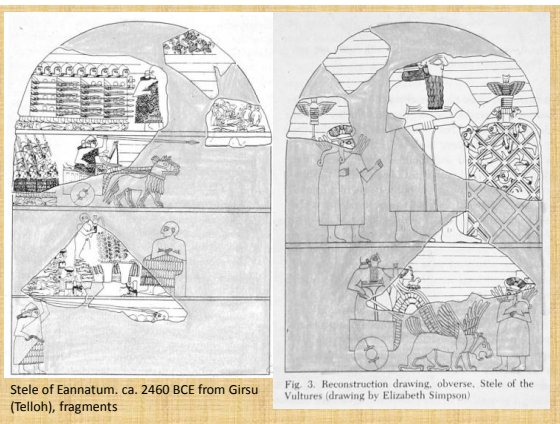 Stele of Eannatum. ca. 2460 BCE from Girsu
(Telloh), fragments
Fig. 3. Reconstruction drawing, obverse, Stele of the
Vultures (drawing by Elizabeth Simpson)